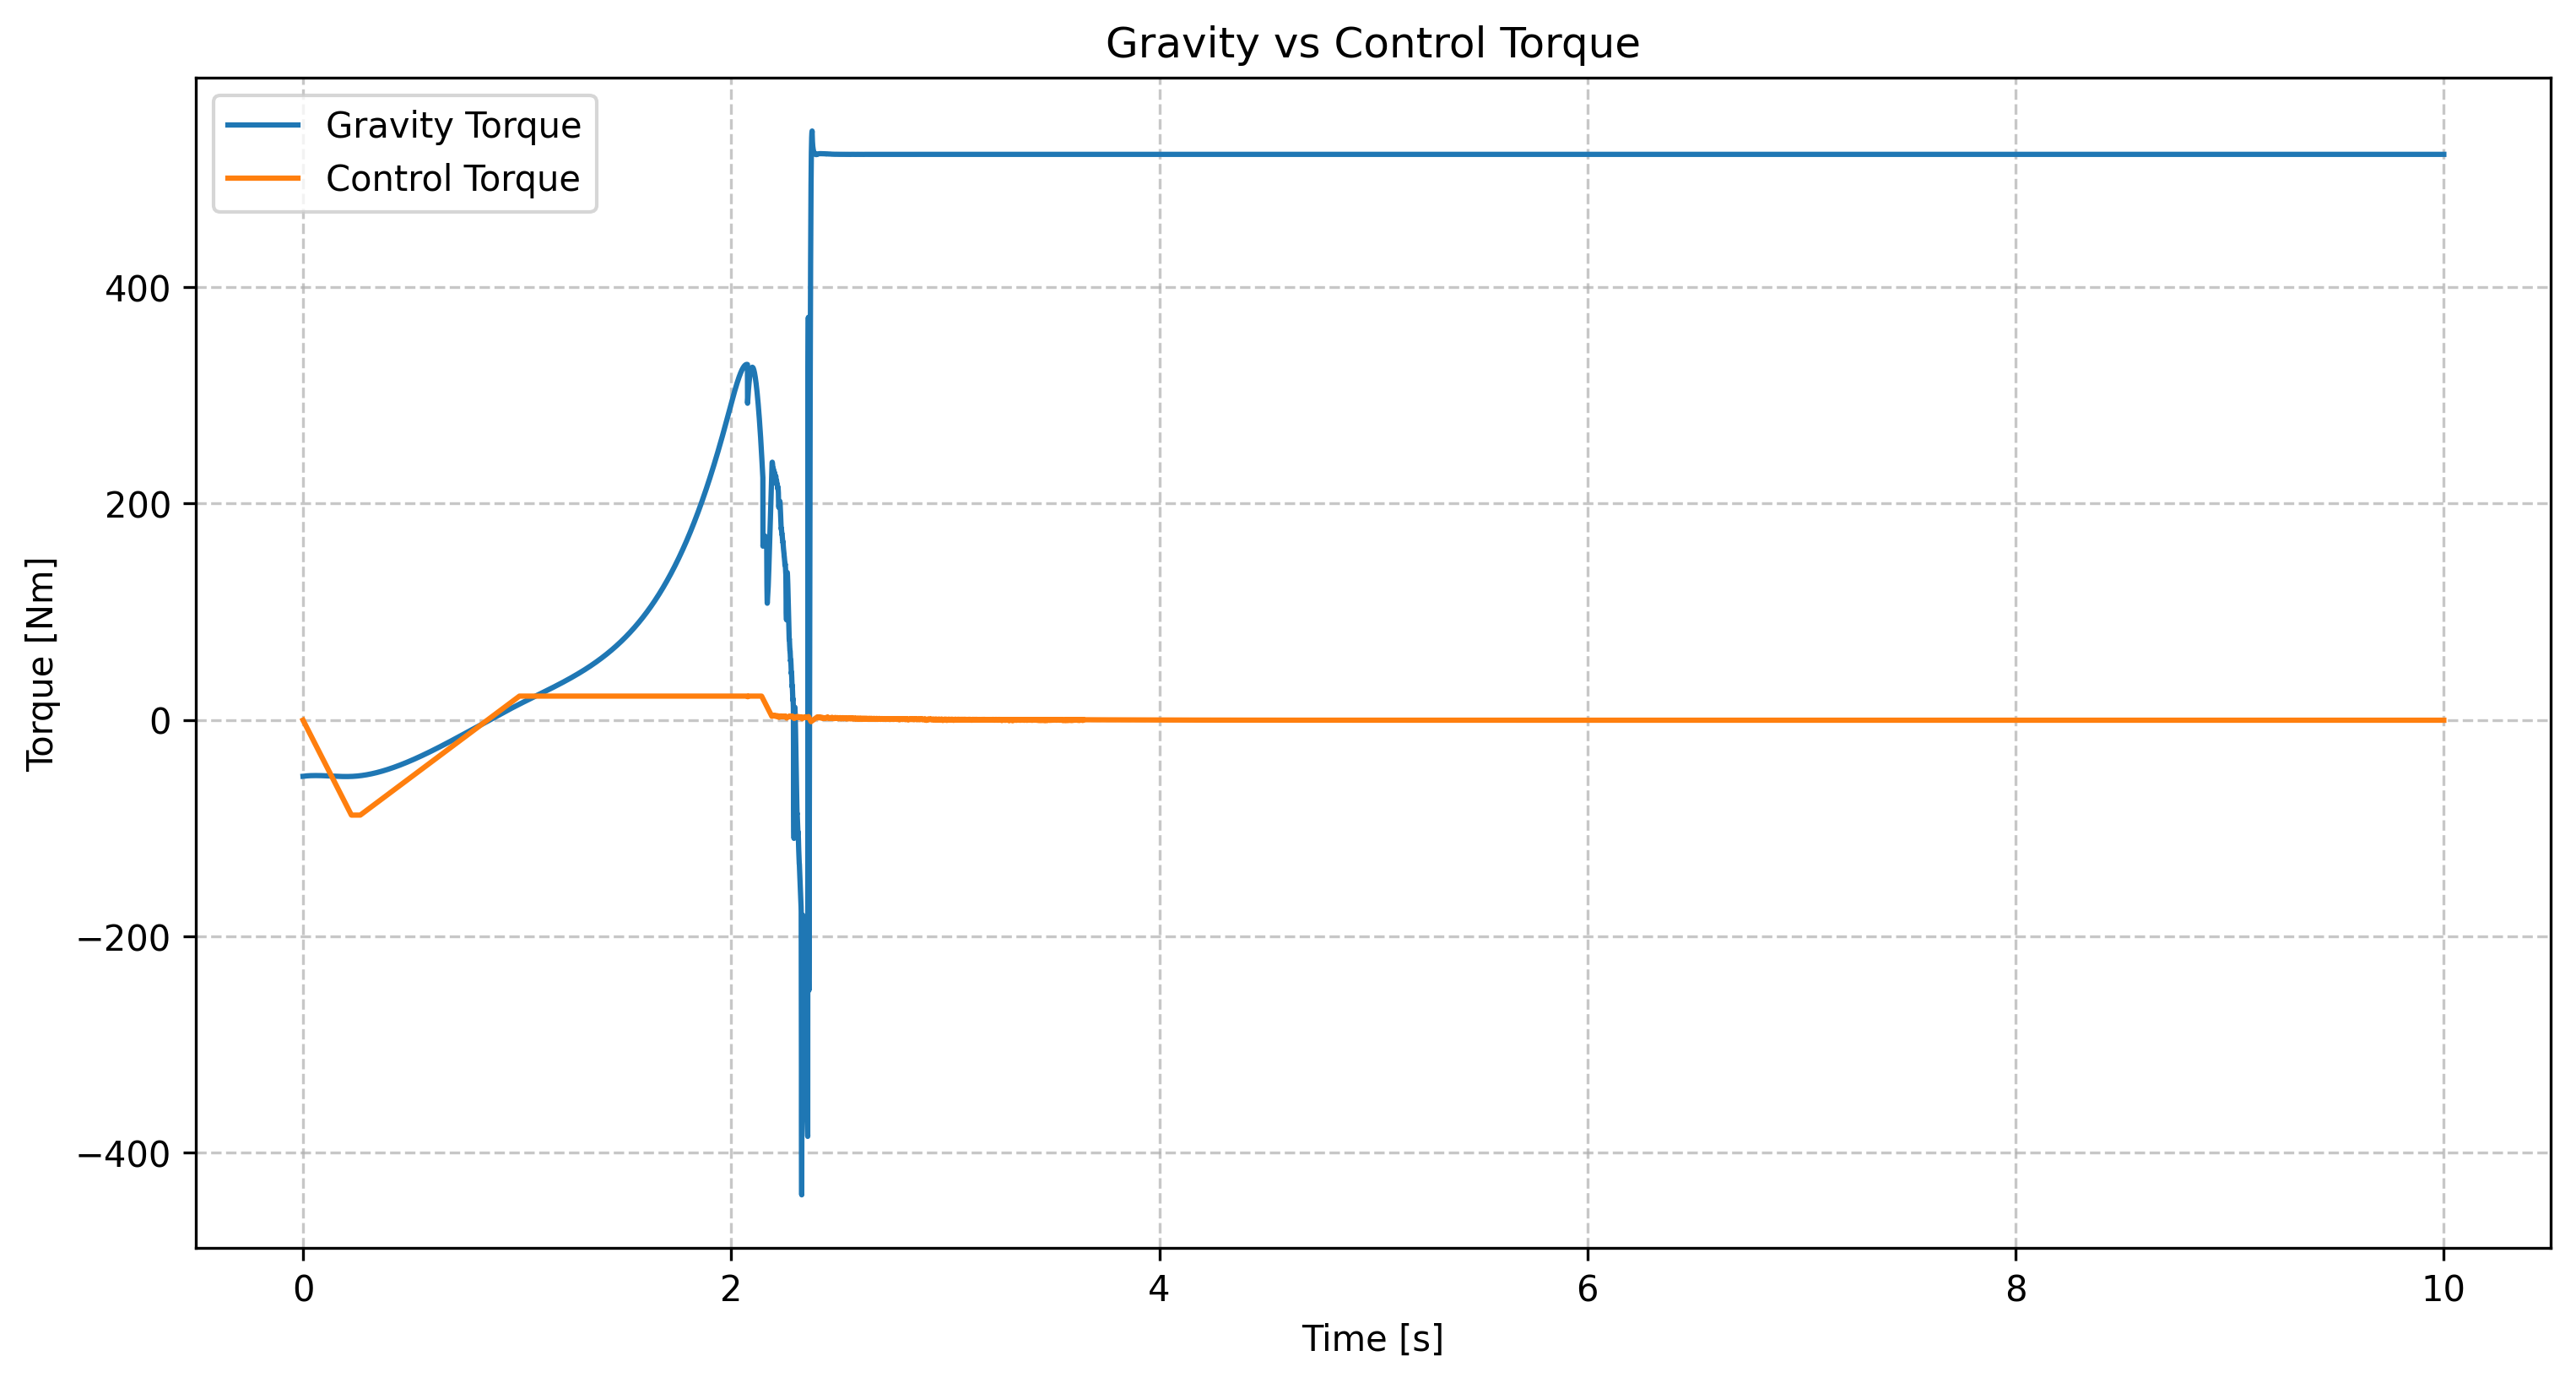 Gravity vs Control Torque
Gravity Torque
Control Torque
400
200
0
−200
−400
Torque [Nm]
0 2 4 6 8 10
Time [s]